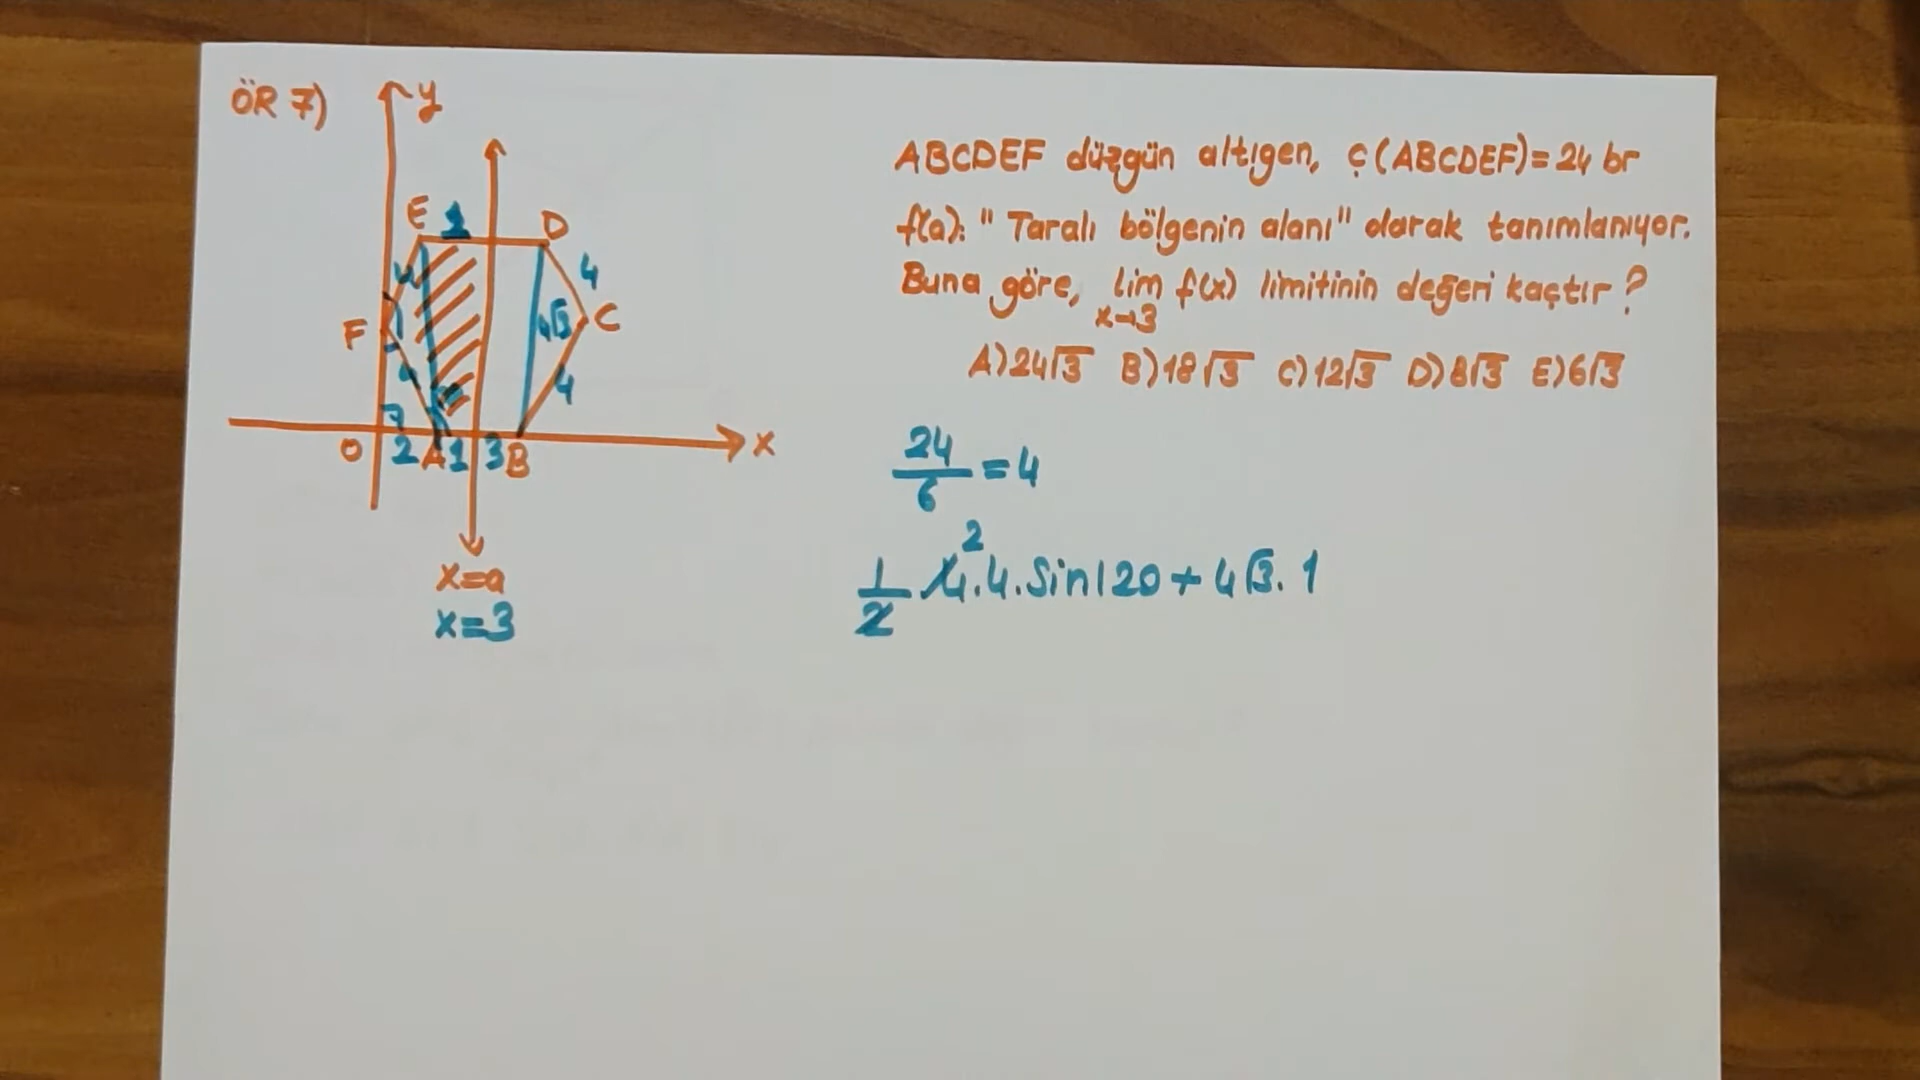 ÖR 7)
y
E 1 D
4 4
F 4√3 C
4 4
O 2 A 1 3 B x
x=a
x=3
ABCDEF düzgün altıgen, Ç(ABCDEF)=24 br
f(a): "Taralı bölgenin alanı" olarak tanımlanıyor.
Buna göre, lim f(x) limitinin değeri kaçtır?
x→3
A)24√3 B)18√3 C)12√3 D)8√3 E)6√3
24/6 = 4
2
1/2 4.4.Sin120 + 4√3.1